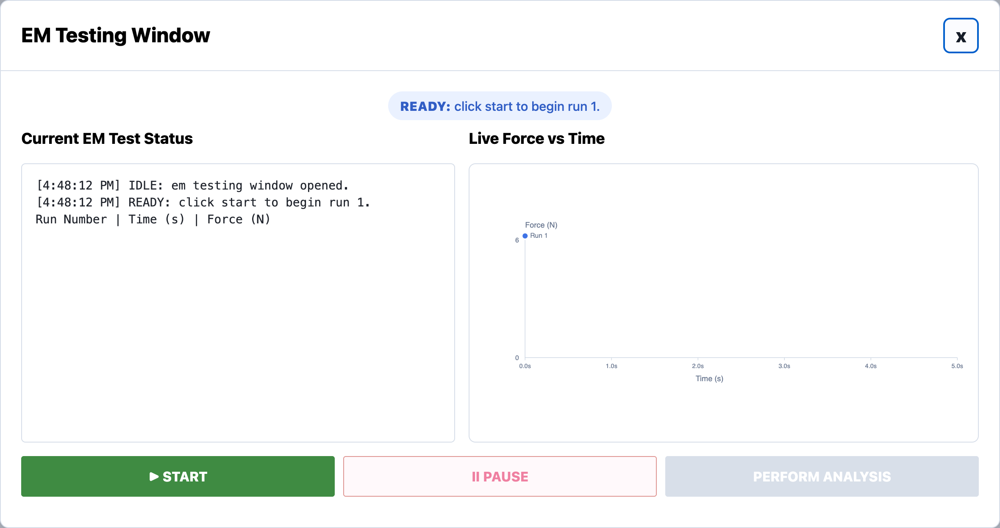 EM Testing Window
X
READY: click start to begin run 1.
Current EM Test Status
[4:48:12 PM] IDLE: em testing window opened.
[4:48:12 PM] READY: click start to begin run 1.
Run Number | Time (s) | Force (N)
Live Force vs Time
Force (N)
Run 1
6
0
0.0s 1.0s 2.0s 3.0s 4.0s 5.0s
Time (s)
START
PAUSE
PERFORM ANALYSIS